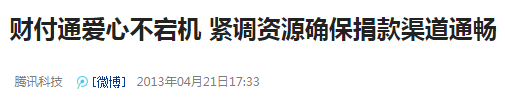 财付通爱心不宕机 紧调资源确保捐款渠道通畅
腾讯科技 [微博] 2013年04月21日17:33